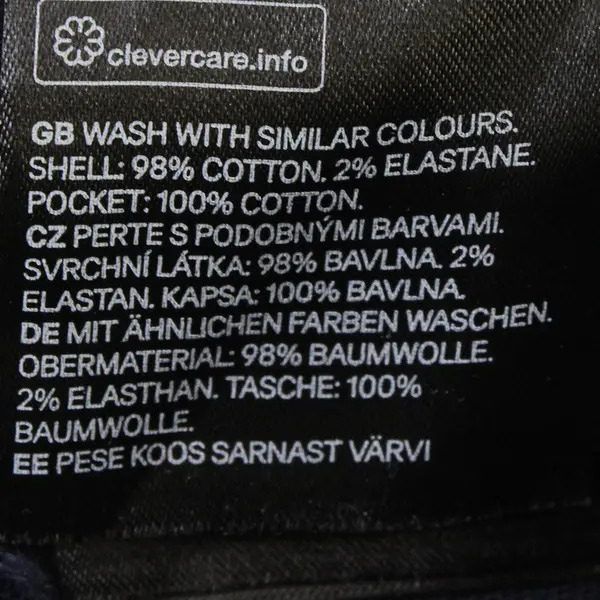 clevercare.info
GB WASH WITH SIMILAR COLOURS.
SHELL: 98% COTTON. 2% ELASTANE.
POCKET: 100% COTTON.
CZ PERTE S PODOBNÝMI BARVAMI.
SVRCHNÍ LÁTKA: 98% BAVLNA. 2%
ELASTAN. KAPSA: 100% BAVLNA.
DE MIT ÄHNLICHEN FARBEN WASCHEN.
OBERMATERIAL: 98% BAUMWOLLE.
2% ELASTHAN. TASCHE: 100%
BAUMWOLLE.
EE PESE KOOS SARNAST VÄRVI